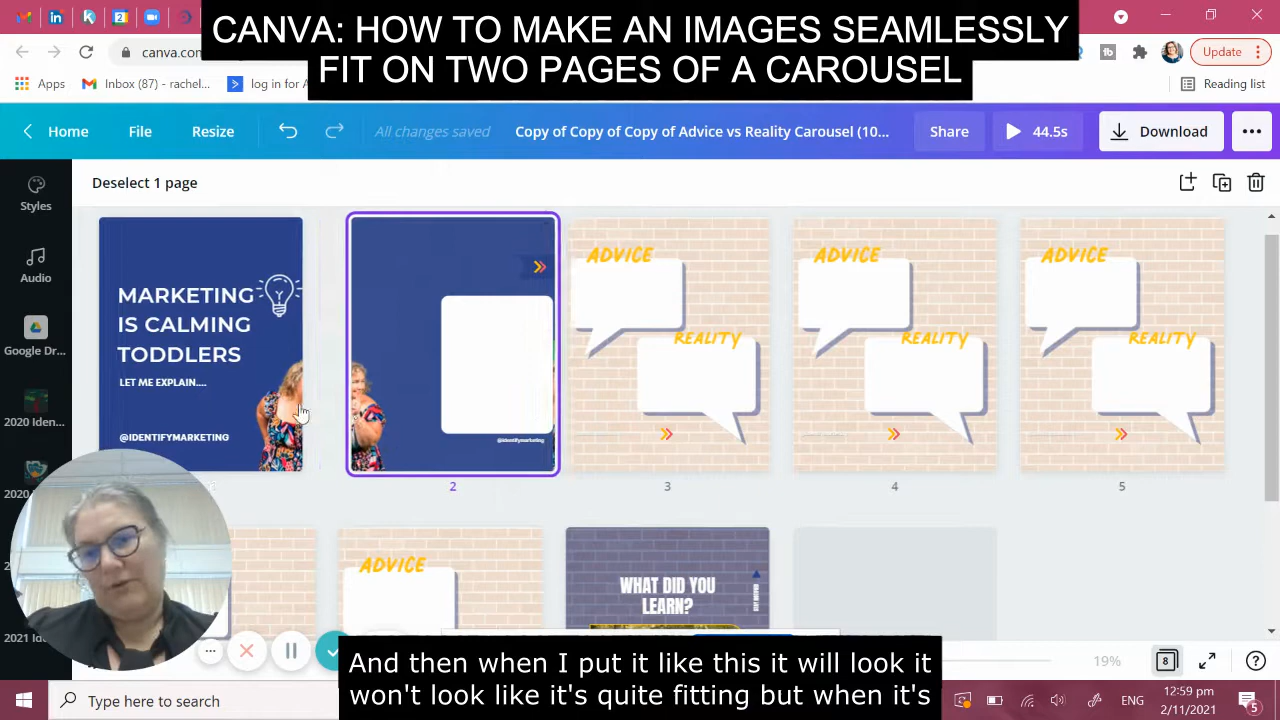 CANVA: HOW TO MAKE AN IMAGES SEAMLESSLY
FIT ON TWO PAGES OF A CAROUSEL
canva.com
Update
Apps
Inbox (87) - rachel...
log in for
Reading list
Home
File
Resize
All changes saved
Copy of Copy of Copy of Advice vs Reality Carousel (10...
Share
44.5s
Download
Deselect 1 page
Styles
Audio
Google Dr...
2020 Iden...
2020
2021 Ide
MARKETING
IS CALMING
TODDLERS
LET ME EXPLAIN....
@IDENTIFYMARKETING
@identifymarketing
2
ADVICE
REALITY
3
ADVICE
REALITY
4
ADVICE
REALITY
5
ADVICE
WHAT DID YOU
LEARN?
19%
8
And then when I put it like this it will look it
won't look like it's quite fitting but when it's
Type here to search
ENG
12:59 pm
2/11/2021
5